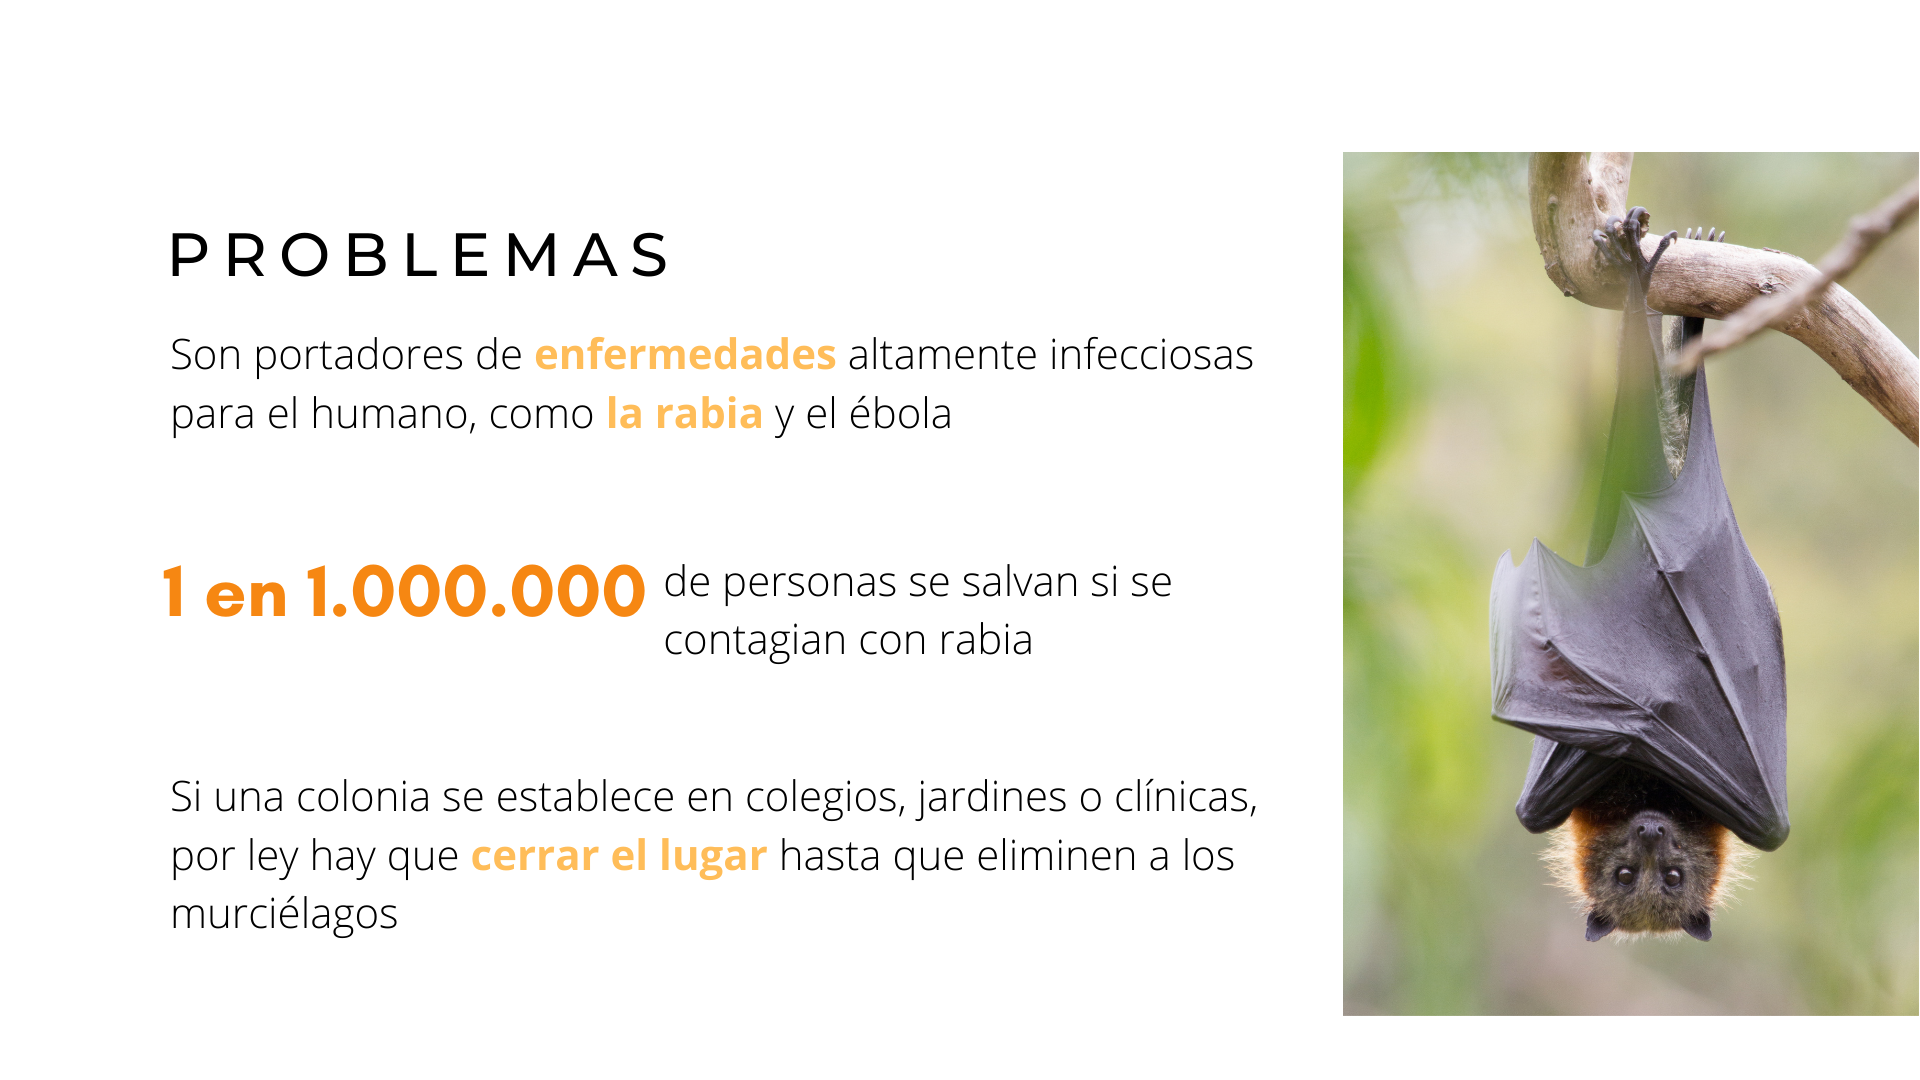 PROBLEMAS
Son portadores de enfermedades altamente infecciosas
para el humano, como la rabia y el ébola
1 en 1.000.000 de personas se salvan si se
contagian con rabia
Si una colonia se establece en colegios, jardines o clínicas,
por ley hay que cerrar el lugar hasta que eliminen a los
murciélagos